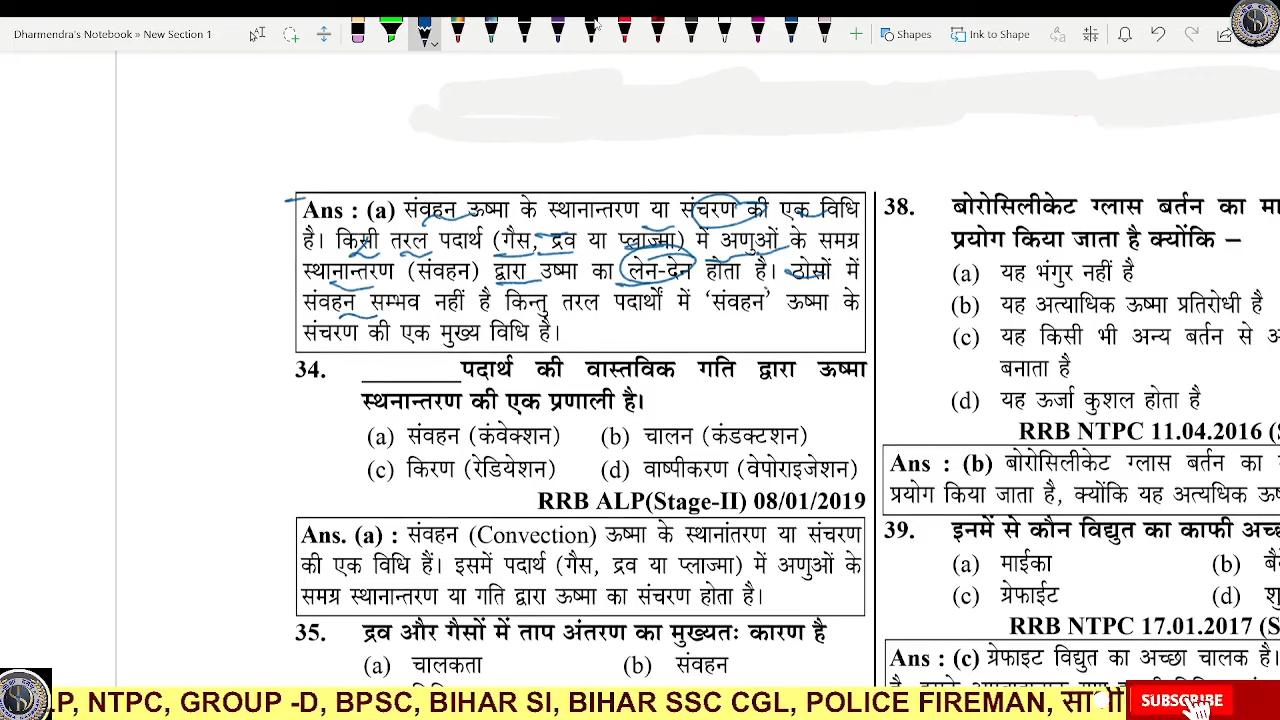 Dharmendra's Notebook » New Section 1
Shapes
Ink to Shape
Ans : (a) संवहन ऊष्मा के स्थानान्तरण या संचरण की एक विधि
है। किसी तरल पदार्थ (गैस, द्रव या प्लाज्मा) में अणुओं के समग्र
स्थानान्तरण (संवहन) द्वारा उष्मा का लेन-देन होता है। ठोसों में
संवहन सम्भव नहीं है किन्तु तरल पदार्थों में ‘संवहन’ ऊष्मा के
संचरण की एक मुख्य विधि है।
34. ________पदार्थ की वास्तविक गति द्वारा ऊष्मा
स्थनान्तरण की एक प्रणाली है।
(a) संवहन (कंवेक्शन) (b) चालन (कंडक्टशन)
(c) किरण (रेडियेशन) (d) वाष्पीकरण (वेपोराइजेशन)
RRB ALP(Stage-II) 08/01/2019
Ans. (a) : संवहन (Convection) ऊष्मा के स्थानांतरण या संचरण
की एक विधि हैं। इसमें पदार्थ (गैस, द्रव या प्लाज्मा) में अणुओं के
समग्र स्थानान्तरण या गति द्वारा ऊष्मा का संचरण होता है।
35. द्रव और गैसों में ताप अंतरण का मुख्यतः कारण है
(a) चालकता (b) संवहन
38. बोरोसिलीकेट ग्लास बर्तन का
प्रयोग किया जाता है क्योंकि –
(a) यह भंगुर नहीं है
(b) यह अत्याधिक ऊष्मा प्रतिरोधी है
(c) यह किसी भी अन्य बर्तन से
बनाता है
(d) यह ऊर्जा कुशल होता है
RRB NTPC 11.04.2016
Ans : (b) बोरोसिलीकेट ग्लास बर्तन का
प्रयोग किया जाता है, क्योंकि यह अत्यधिक
39. इनमें से कौन विद्युत का काफी
(a) माईका (b)
(c) ग्रेफाईट (d)
RRB NTPC 17.01.2017
Ans : (c) ग्रेफाइट विद्युत का अच्छा चालक है।
NTPC, GROUP -D, BPSC, BIHAR SI, BIHAR SSC CGL, POLICE FIREMAN,
SUBSCRIBE